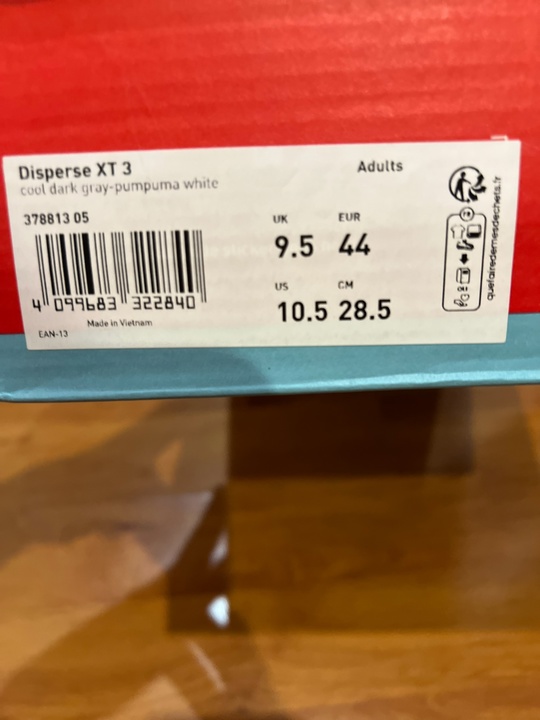 Disperse XT 3
Adults
cool dark gray-pumpuma white
378813 05
UK
EUR
9.5
44
US
CM
10.5
28.5
4 099683 322840
Made in Vietnam
EAN-13
quefairedemesdechets.fr